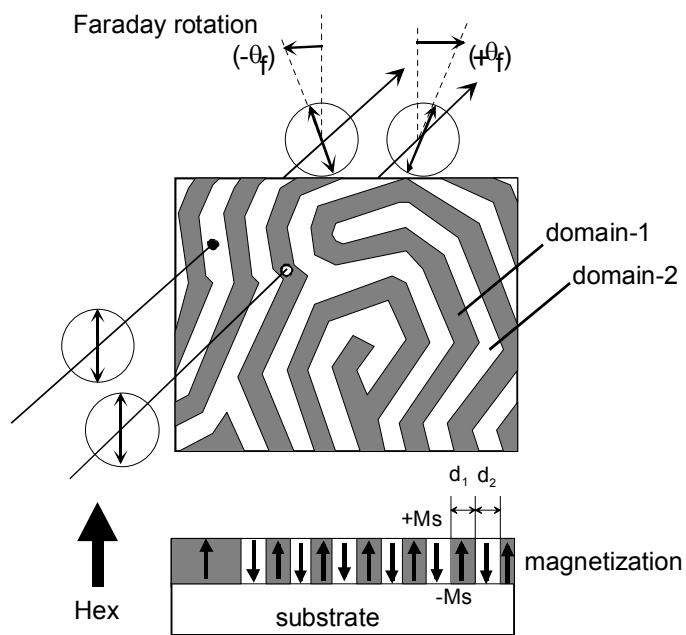 Faraday rotation
(-θf)
(+θf)
domain-1
domain-2
d1 d2
+Ms
magnetization
-Ms
Hex
substrate